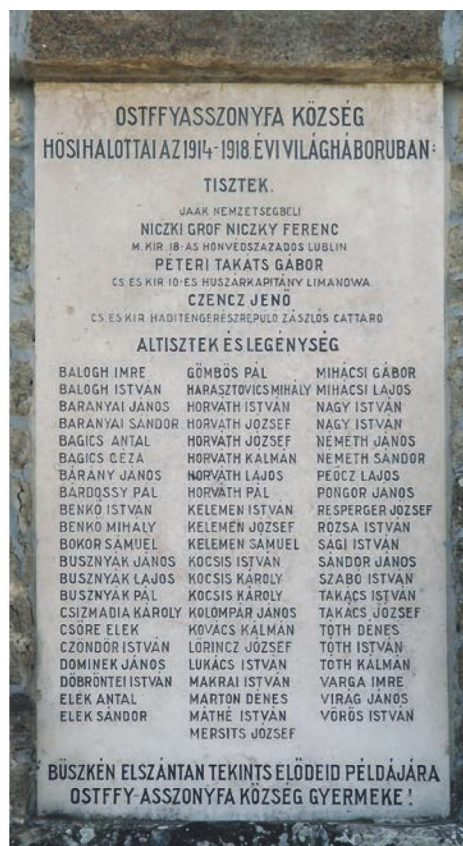 OSTFFYASSZONYFA KÖZSÉG
HŐSI HALOTTAI AZ 1914-1918. ÉVI VILÁGHÁBORUBAN:
TISZTEK.
JAÁK NEMZETSÉGBELI
NICZKI GRÓF NICZKY FERENC
M. KIR. 18-AS HONVÉDSZÁZADOS LUBLIN
PÉTERI TAKÁTS GÁBOR
CS. ÉS KIR. 10-ES HUSZÁRKAPITÁNY LIMANOWA
CZENCZ JENŐ
CS. ÉS KIR. HADITENGERÉSZREPÜLŐ ZÁSZLÓS CATTARO
ALTISZTEK ÉS LEGÉNYSÉG
BALOGH IMRE
BALOGH ISTVÁN
BARANYAI JÁNOS
BARANYAI SÁNDOR
BAGICS ANTAL
BAGICS GÉZA
BÁRÁNY JÁNOS
BÁRDOSSY PÁL
BENKŐ ISTVÁN
BENKŐ MIHÁLY
BOKOR SÁMUEL
BUSZNYÁK JÁNOS
BUSZNYÁK LAJOS
BUSZNYÁK PÁL
CSIZMADIA KÁROLY
CSŐRE ELEK
CZÖNDÖR ISTVÁN
DOMINEK JÁNOS
DÖBRÖNTEI ISTVÁN
ELEK ANTAL
ELEK SÁNDOR
GÖMBÖS PÁL
HARASZTOVICS MIHÁLY
HORVÁTH ISTVÁN
HORVÁTH JÓZSEF
HORVÁTH JÓZSEF
HORVÁTH KÁLMÁN
HORVÁTH LAJOS
HORVÁTH PÁL
KELEMEN ISTVÁN
KELEMEN JÓZSEF
KELEMEN SÁMUEL
KOCSIS ISTVÁN
KOCSIS KÁROLY
KOCSIS KÁROLY
KOLOMPÁR JÁNOS
KOVÁCS KÁLMÁN
LŐRINCZ JÓZSEF
LUKÁCS ISTVÁN
MAKRAI ISTVÁN
MARTON DÉNES
MÁTHÉ ISTVÁN
MERSITS JÓZSEF
MIHÁCSI GÁBOR
MIHÁCSI LAJOS
NAGY ISTVÁN
NAGY ISTVÁN
NÉMETH JÁNOS
NÉMETH SÁNDOR
PEÖCZ LAJOS
PONGOR JÁNOS
RESPERGER JÓZSEF
RÓZSA ISTVÁN
SÁGI ISTVÁN
SÁNDOR JÁNOS
SZABÓ ISTVÁN
TAKÁCS ISTVÁN
TAKÁCS JÓZSEF
TÓTH DÉNES
TÓTH ISTVÁN
TÓTH KÁLMÁN
VARGA IMRE
VIRÁG JÁNOS
VÖRÖS ISTVÁN
BÜSZKÉN ELSZÁNTAN TEKINTS ELŐDEID PÉLDÁJÁRA
OSTFFY-ASSZONYFA KÖZSÉG GYERMEKE!